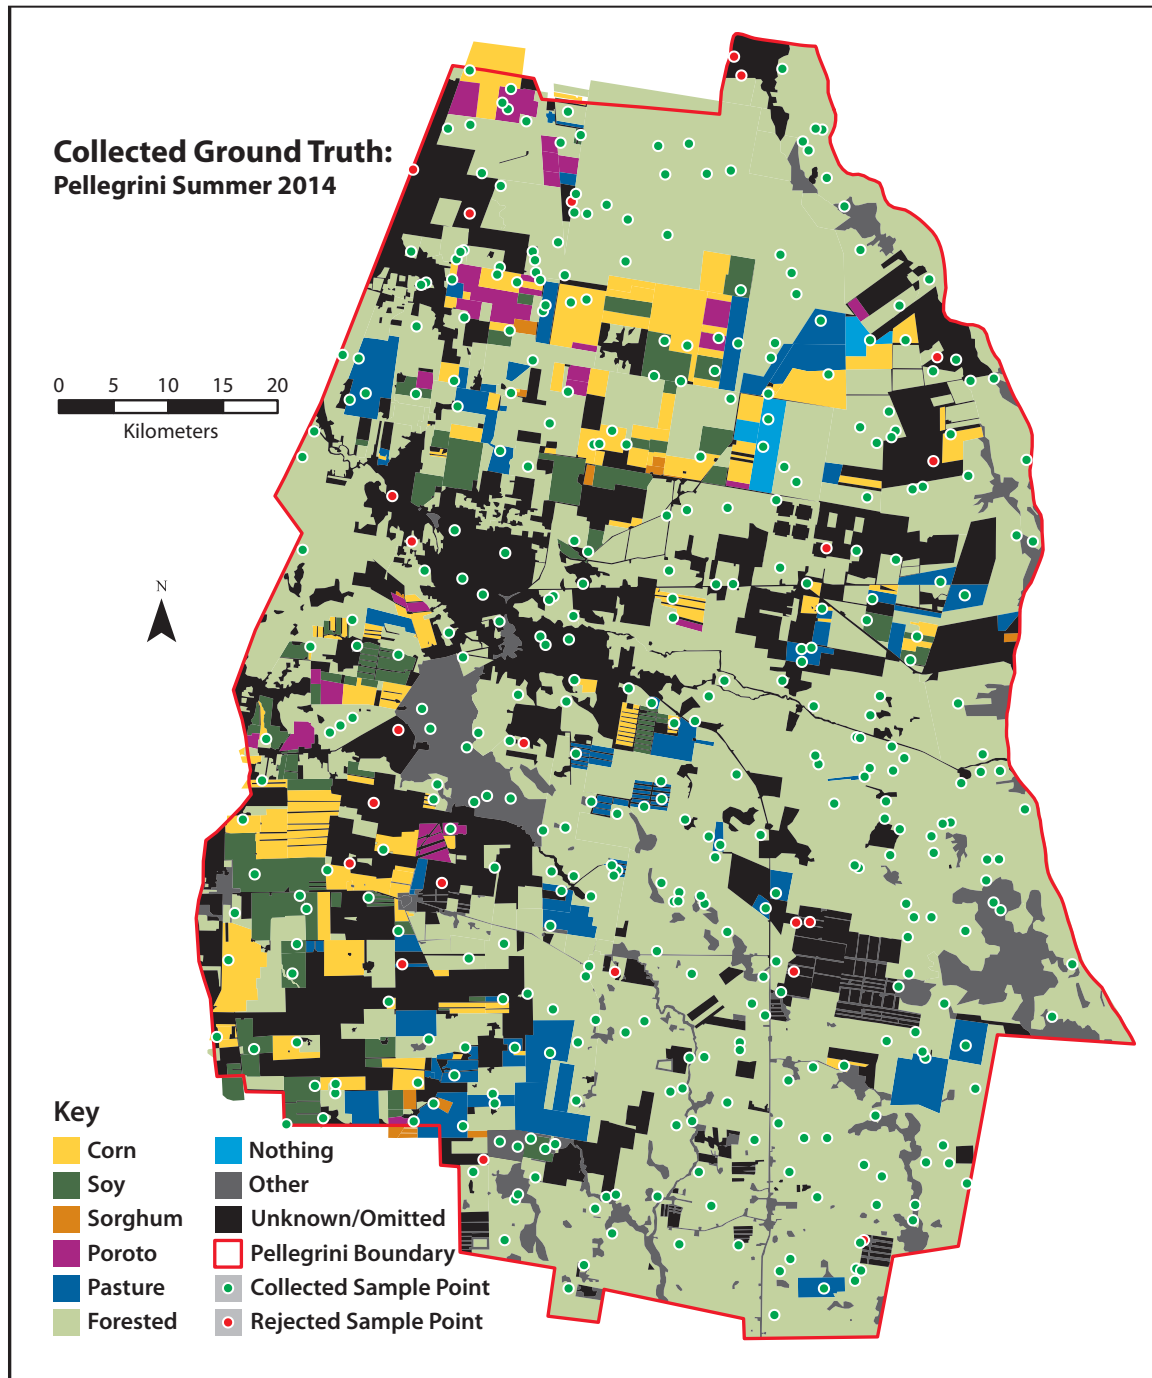 Collected Ground Truth:
Pellegrini Summer 2014
0 5 10 15 20
Kilometers
N
Key
Corn
Soy
Sorghum
Poroto
Pasture
Forested
Nothing
Other
Unknown/Omitted
Pellegrini Boundary
Collected Sample Point
Rejected Sample Point